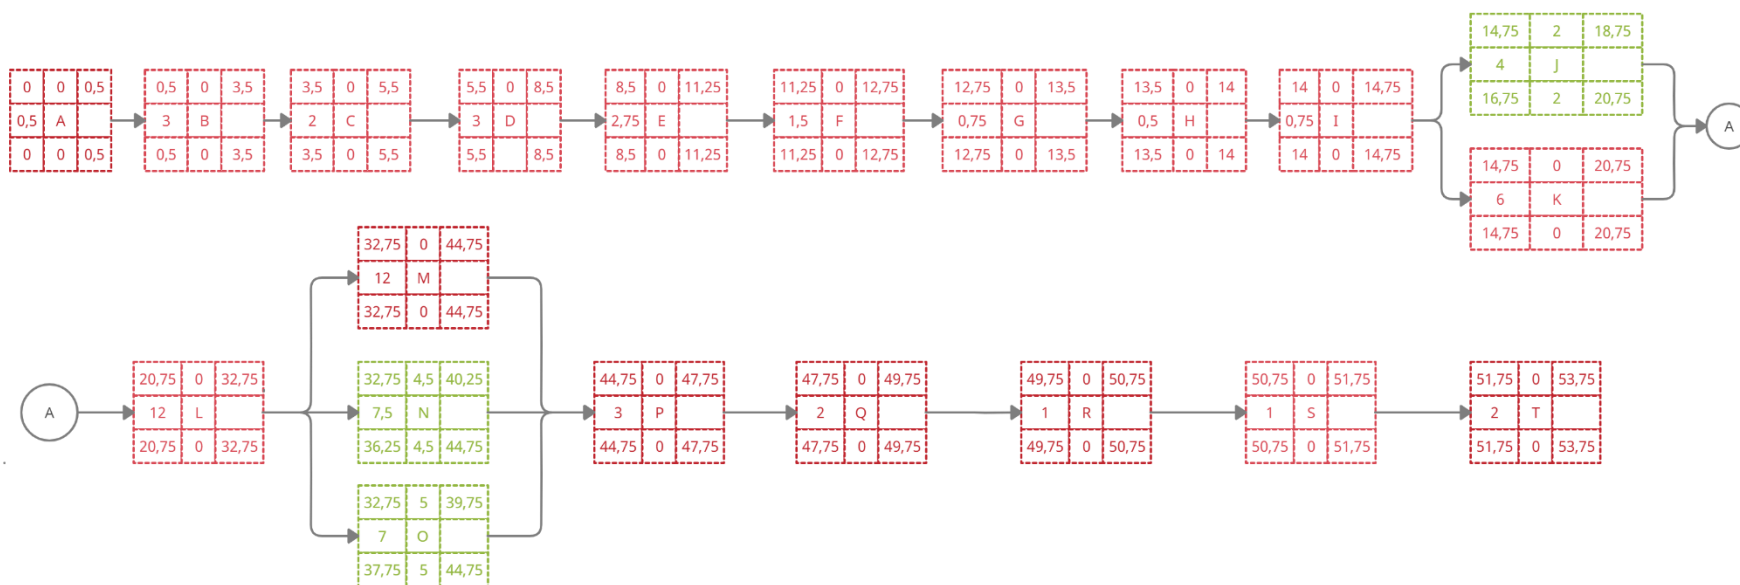 0 0 0,5
0,5 A
0 0 0,5
0,5 0 3,5
3 B
0,5 0 3,5
3,5 0 5,5
2 C
3,5 0 5,5
5,5 0 8,5
3 D
5,5 8,5
8,5 0 11,25
2,75 E
8,5 0 11,25
11,25 0 12,75
1,5 F
11,25 0 12,75
12,75 0 13,5
0,75 G
12,75 0 13,5
13,5 0 14
0,5 H
13,5 0 14
14 0 14,75
0,75 I
14 0 14,75
14,75 2 18,75
4 J
16,75 2 20,75
14,75 0 20,75
6 K
14,75 0 20,75
A
A
20,75 0 32,75
12 L
20,75 0 32,75
32,75 0 44,75
12 M
32,75 0 44,75
32,75 4,5 40,25
7,5 N
36,25 4,5 44,75
32,75 5 39,75
7 O
37,75 5 44,75
44,75 0 47,75
3 P
44,75 0 47,75
47,75 0 49,75
2 Q
47,75 0 49,75
49,75 0 50,75
1 R
49,75 0 50,75
50,75 0 51,75
1 S
50,75 0 51,75
51,75 0 53,75
2 T
51,75 0 53,75